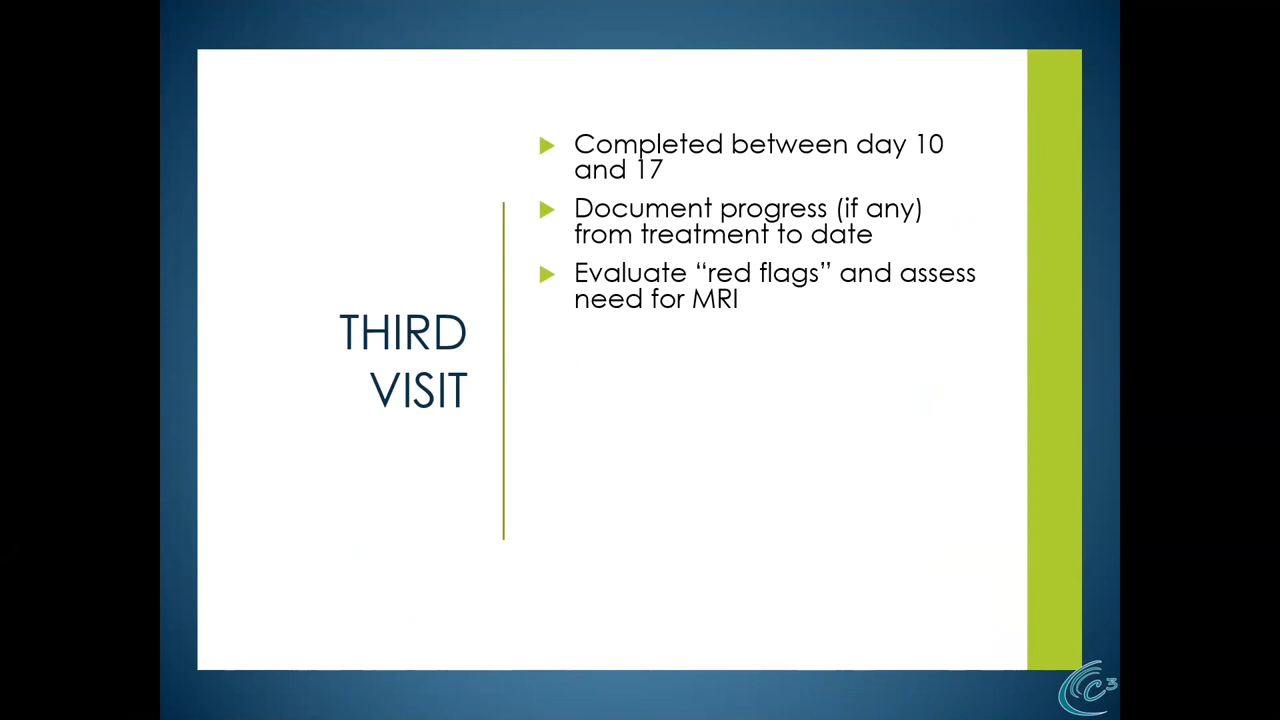 THIRD
VISIT
Completed between day 10
and 17
Document progress (if any)
from treatment to date
Evaluate “red flags” and assess
need for MRI
C3